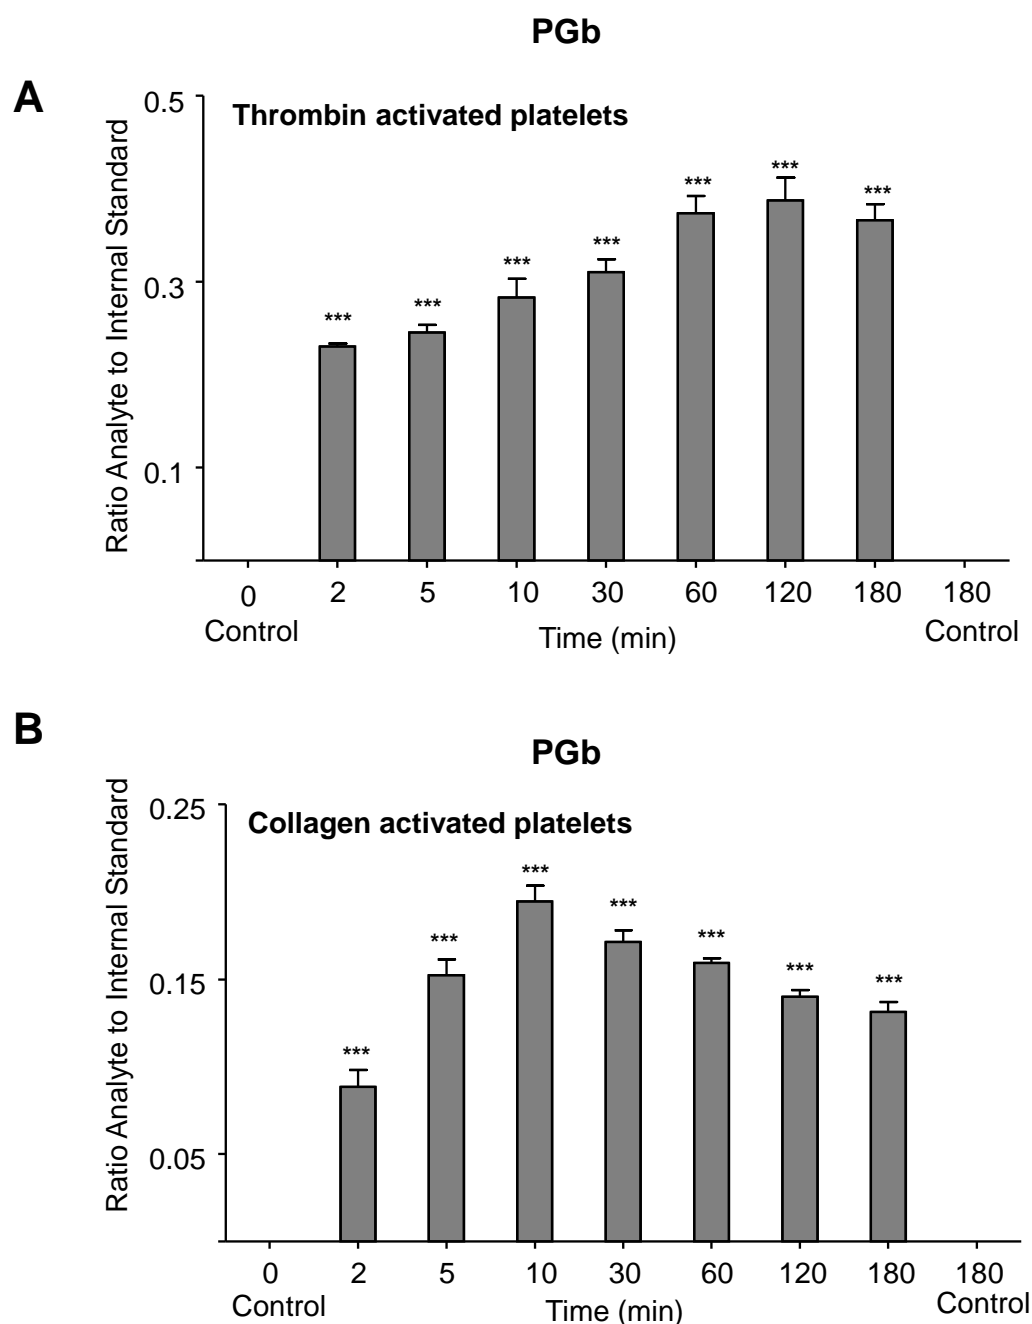 PGb
A
Thrombin activated platelets
Ratio Analyte to Internal Standard
0.5
0.3
0.1
*** *** *** *** *** *** ***
0 2 5 10 30 60 120 180 180
Control Time (min) Control
B
PGb
Collagen activated platelets
Ratio Analyte to Internal Standard
0.25
0.15
0.05
*** *** *** *** *** *** ***
0 2 5 10 30 60 120 180 180
Control Time (min) Control